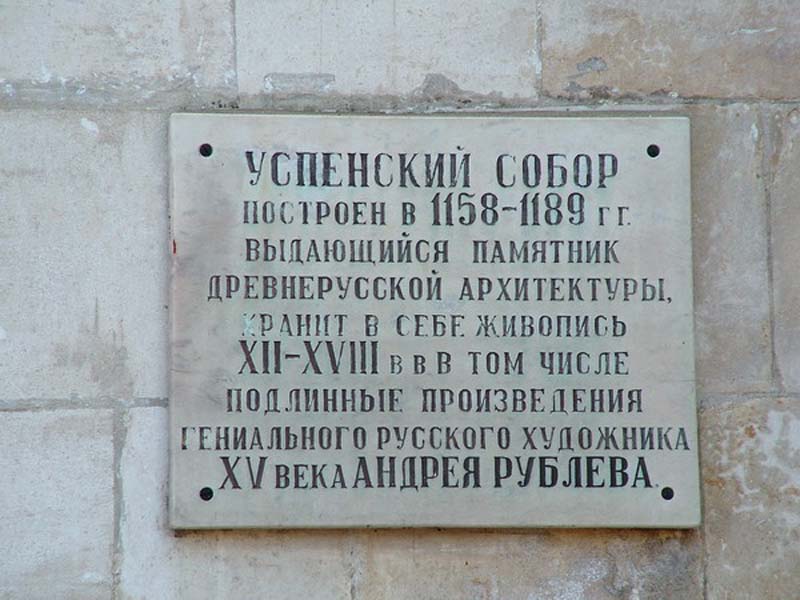 УСПЕНСКИЙ СОБОР
ПОСТРОЕН В 1158-1189 ГГ.
ВЫДАЮЩИЙСЯ ПАМЯТНИК
ДРЕВНЕРУССКОЙ АРХИТЕКТУРЫ,
ХРАНИТ В СЕБЕ ЖИВОПИСЬ
XII-XVIII В В В ТОМ ЧИСЛЕ
ПОДЛИННЫЕ ПРОИЗВЕДЕНИЯ
ГЕНИАЛЬНОГО РУССКОГО ХУДОЖНИКА
XV ВЕКА АНДРЕЯ РУБЛЕВА.